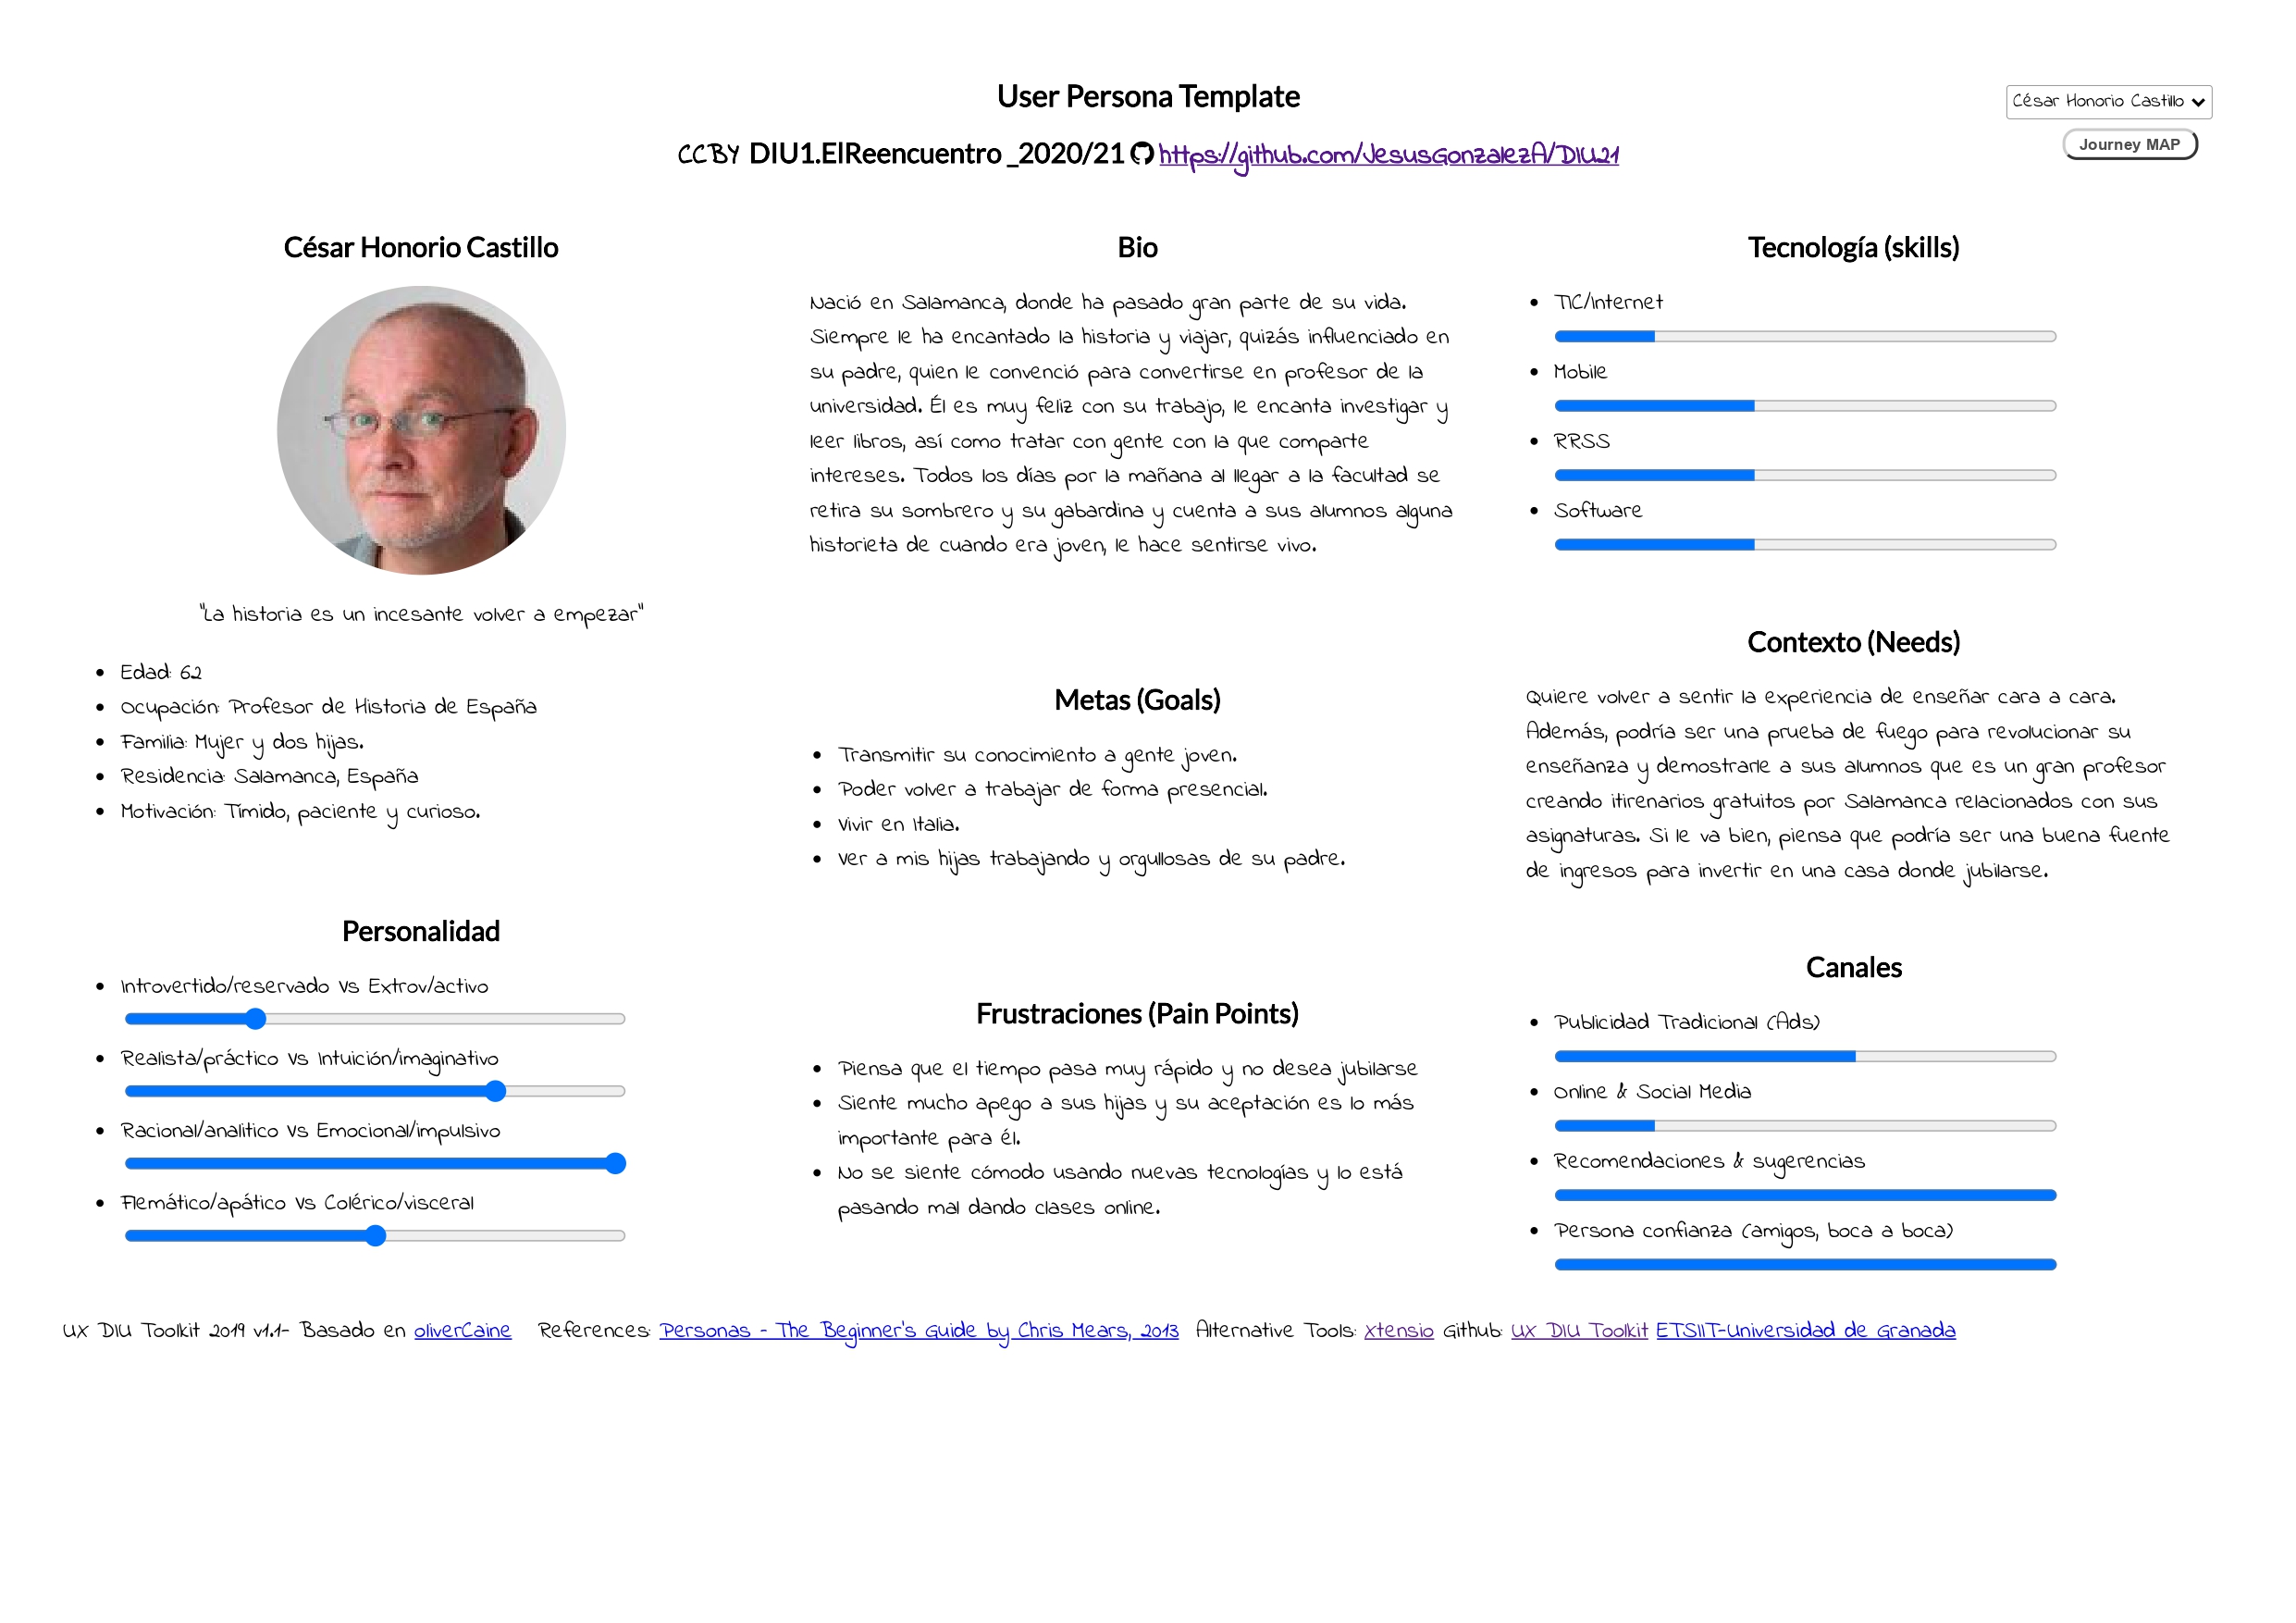 User Persona Template
CCBY DIU1.ElReencuentro _2020/21 https://github.com/JesusGonzalezA/DIU21
César Honorio Castillo
Journey MAP
César Honorio Castillo
"La historia es un incesante volver a empezar"
Edad: 62
Ocupación: Profesor de Historia de España
Familia: Mujer y dos hijas.
Residencia: Salamanca, España
Motivación: Tímido, paciente y curioso.
Personalidad
Introvertido/reservado Vs Extrov/activo
Realista/práctico Vs Intuición/imaginativo
Racional/analitico Vs Emocional/impulsivo
Flemático/apático Vs Colérico/visceral
Bio
Nació en Salamanca, donde ha pasado gran parte de su vida.
Siempre le ha encantado la historia y viajar, quizás influenciado en
su padre, quien le convenció para convertirse en profesor de la
universidad. Él es muy feliz con su trabajo, le encanta investigar y
leer libros, así como tratar con gente con la que comparte
intereses. Todos los días por la mañana al llegar a la facultad se
retira su sombrero y su gabardina y cuenta a sus alumnos alguna
historieta de cuando era joven, le hace sentirse vivo.
Metas (Goals)
Transmitir su conocimiento a gente joven.
Poder volver a trabajar de forma presencial.
Vivir en Italia.
Ver a mis hijas trabajando y orgullosas de su padre.
Frustraciones (Pain Points)
Piensa que el tiempo pasa muy rápido y no desea jubilarse
Siente mucho apego a sus hijas y su aceptación es lo más
importante para él.
No se siente cómodo usando nuevas tecnologías y lo está
pasando mal dando clases online.
Tecnología (skills)
TIC/Internet
Mobile
RRSS
Software
Contexto (Needs)
Quiere volver a sentir la experiencia de enseñar cara a cara.
Además, podría ser una prueba de fuego para revolucionar su
enseñanza y demostrarle a sus alumnos que es un gran profesor
creando itirenarios gratuitos por Salamanca relacionados con sus
asignaturas. Si le va bien, piensa que podría ser una buena fuente
de ingresos para invertir en una casa donde jubilarse.
Canales
Publicidad Tradicional (Ads)
Online & Social Media
Recomendaciones & sugerencias
Persona confianza (amigos, boca a boca)
UX DIU Toolkit 2019 v1.1- Basado en oliverCaine References: Personas - The Beginner's Guide by Chris Mears, 2013 Alternative Tools: Xtensio Github: UX DIU Toolkit ETSIIT-Universidad de Granada